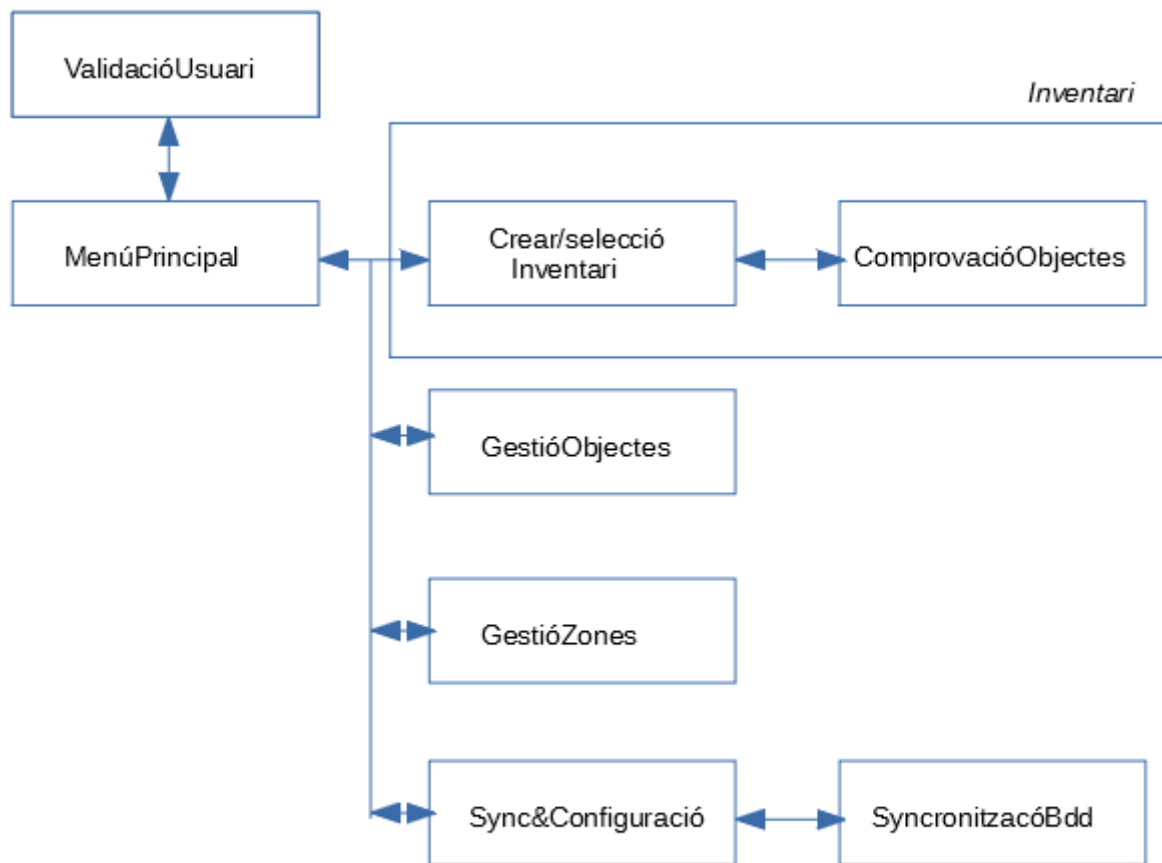 ValidacióUsuari
Inventari
MenúPrincipal
Crear/selecció
Inventari
ComprovacióObjectes
GestióObjectes
GestióZones
Sync&Configuració
SyncronitzacóBdd